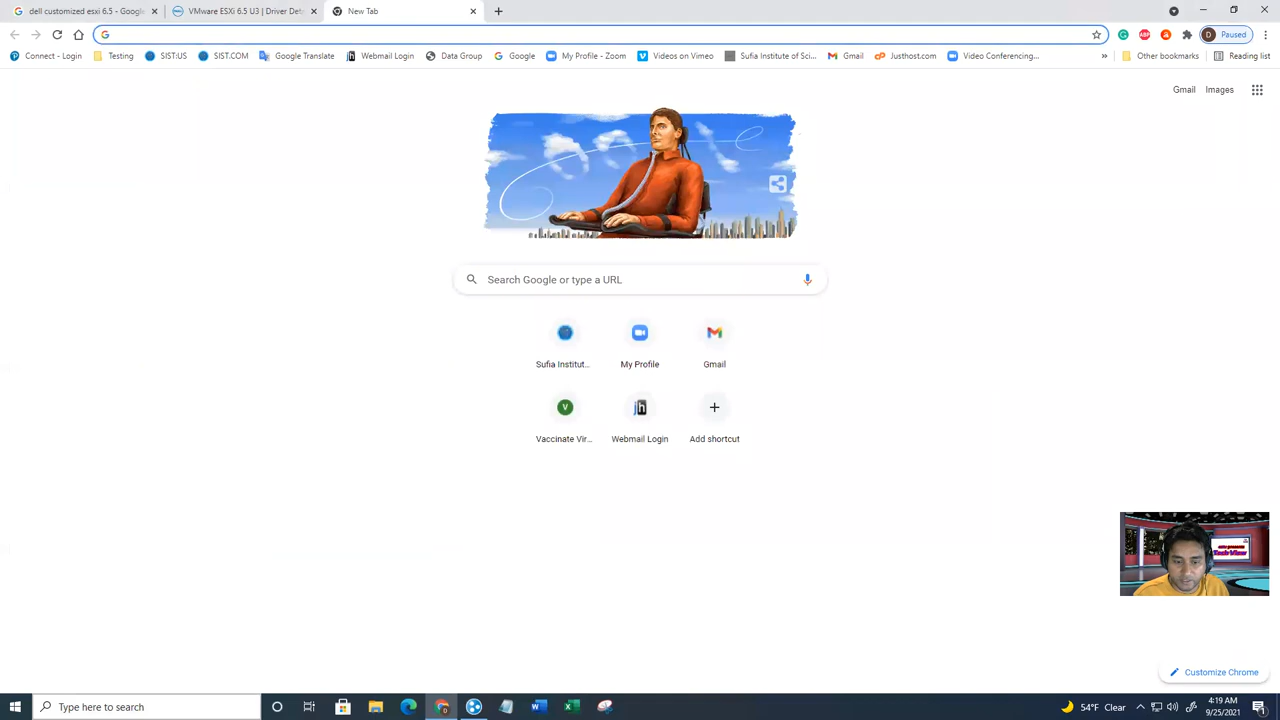 dell customized esxi 6.5 - Google
VMware ESXi 6.5 U3 | Driver Det
New Tab
Paused
Connect - Login
Testing
SIST:US
SIST.COM
Google Translate
Webmail Login
Data Group
Google
My Profile - Zoom
Videos on Vimeo
Sufia Institute of Sci...
Gmail
Justhost.com
Video Conferencing...
Other bookmarks
Reading list
Gmail
Images
Search Google or type a URL
Sufia Institut...
My Profile
Gmail
Vaccinate Vir...
Webmail Login
Add shortcut
Tech View
Customize Chrome
Type here to search
54°F Clear
4:19 AM
9/25/2021